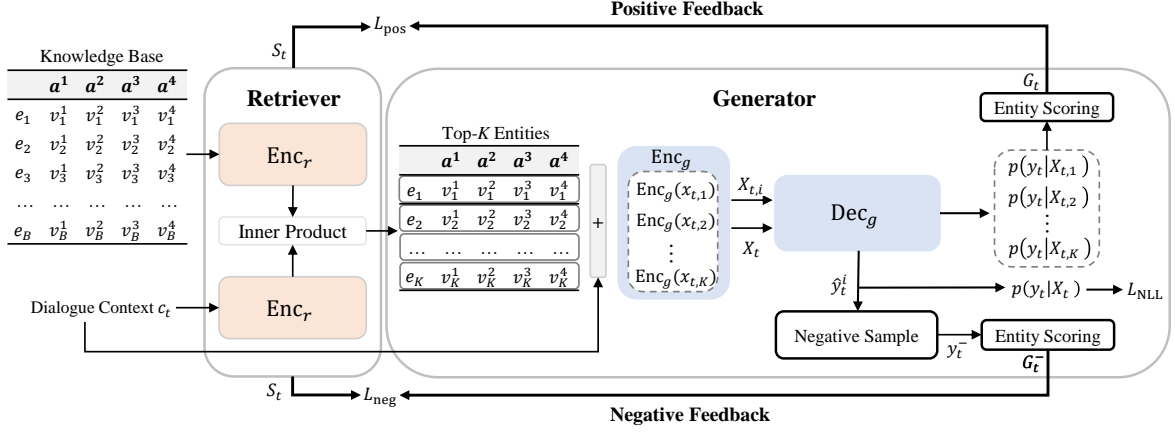 Positive Feedback
L_pos
S_t
G_t
Knowledge Base
a^1 a^2 a^3 a^4
e_1 v_1^1 v_1^2 v_1^3 v_1^4
e_2 v_2^1 v_2^2 v_2^3 v_2^4
e_3 v_3^1 v_3^2 v_3^3 v_3^4
... ... ... ... ...
e_B v_B^1 v_B^2 v_B^3 v_B^4
Dialogue Context c_t
Retriever
Enc_r
Inner Product
Enc_r
Generator
Top-K Entities
a^1 a^2 a^3 a^4
e_1 v_1^1 v_1^2 v_1^3 v_1^4
e_2 v_2^1 v_2^2 v_2^3 v_2^4
... ... ... ... ...
e_K v_K^1 v_K^2 v_K^3 v_K^4
+
Enc_g
Enc_g(x_{t,1})
Enc_g(x_{t,2})
⋮
Enc_g(x_{t,K})
X_{t,i}
X_t
Dec_g
Entity Scoring
p(y_t|X_{t,1})
p(y_t|X_{t,2})
⋮
p(y_t|X_{t,K})
ŷ_t^i
p(y_t|X_t)
L_NLL
Negative Sample
y_t^-
Entity Scoring
G_t^-
S_t
L_neg
Negative Feedback